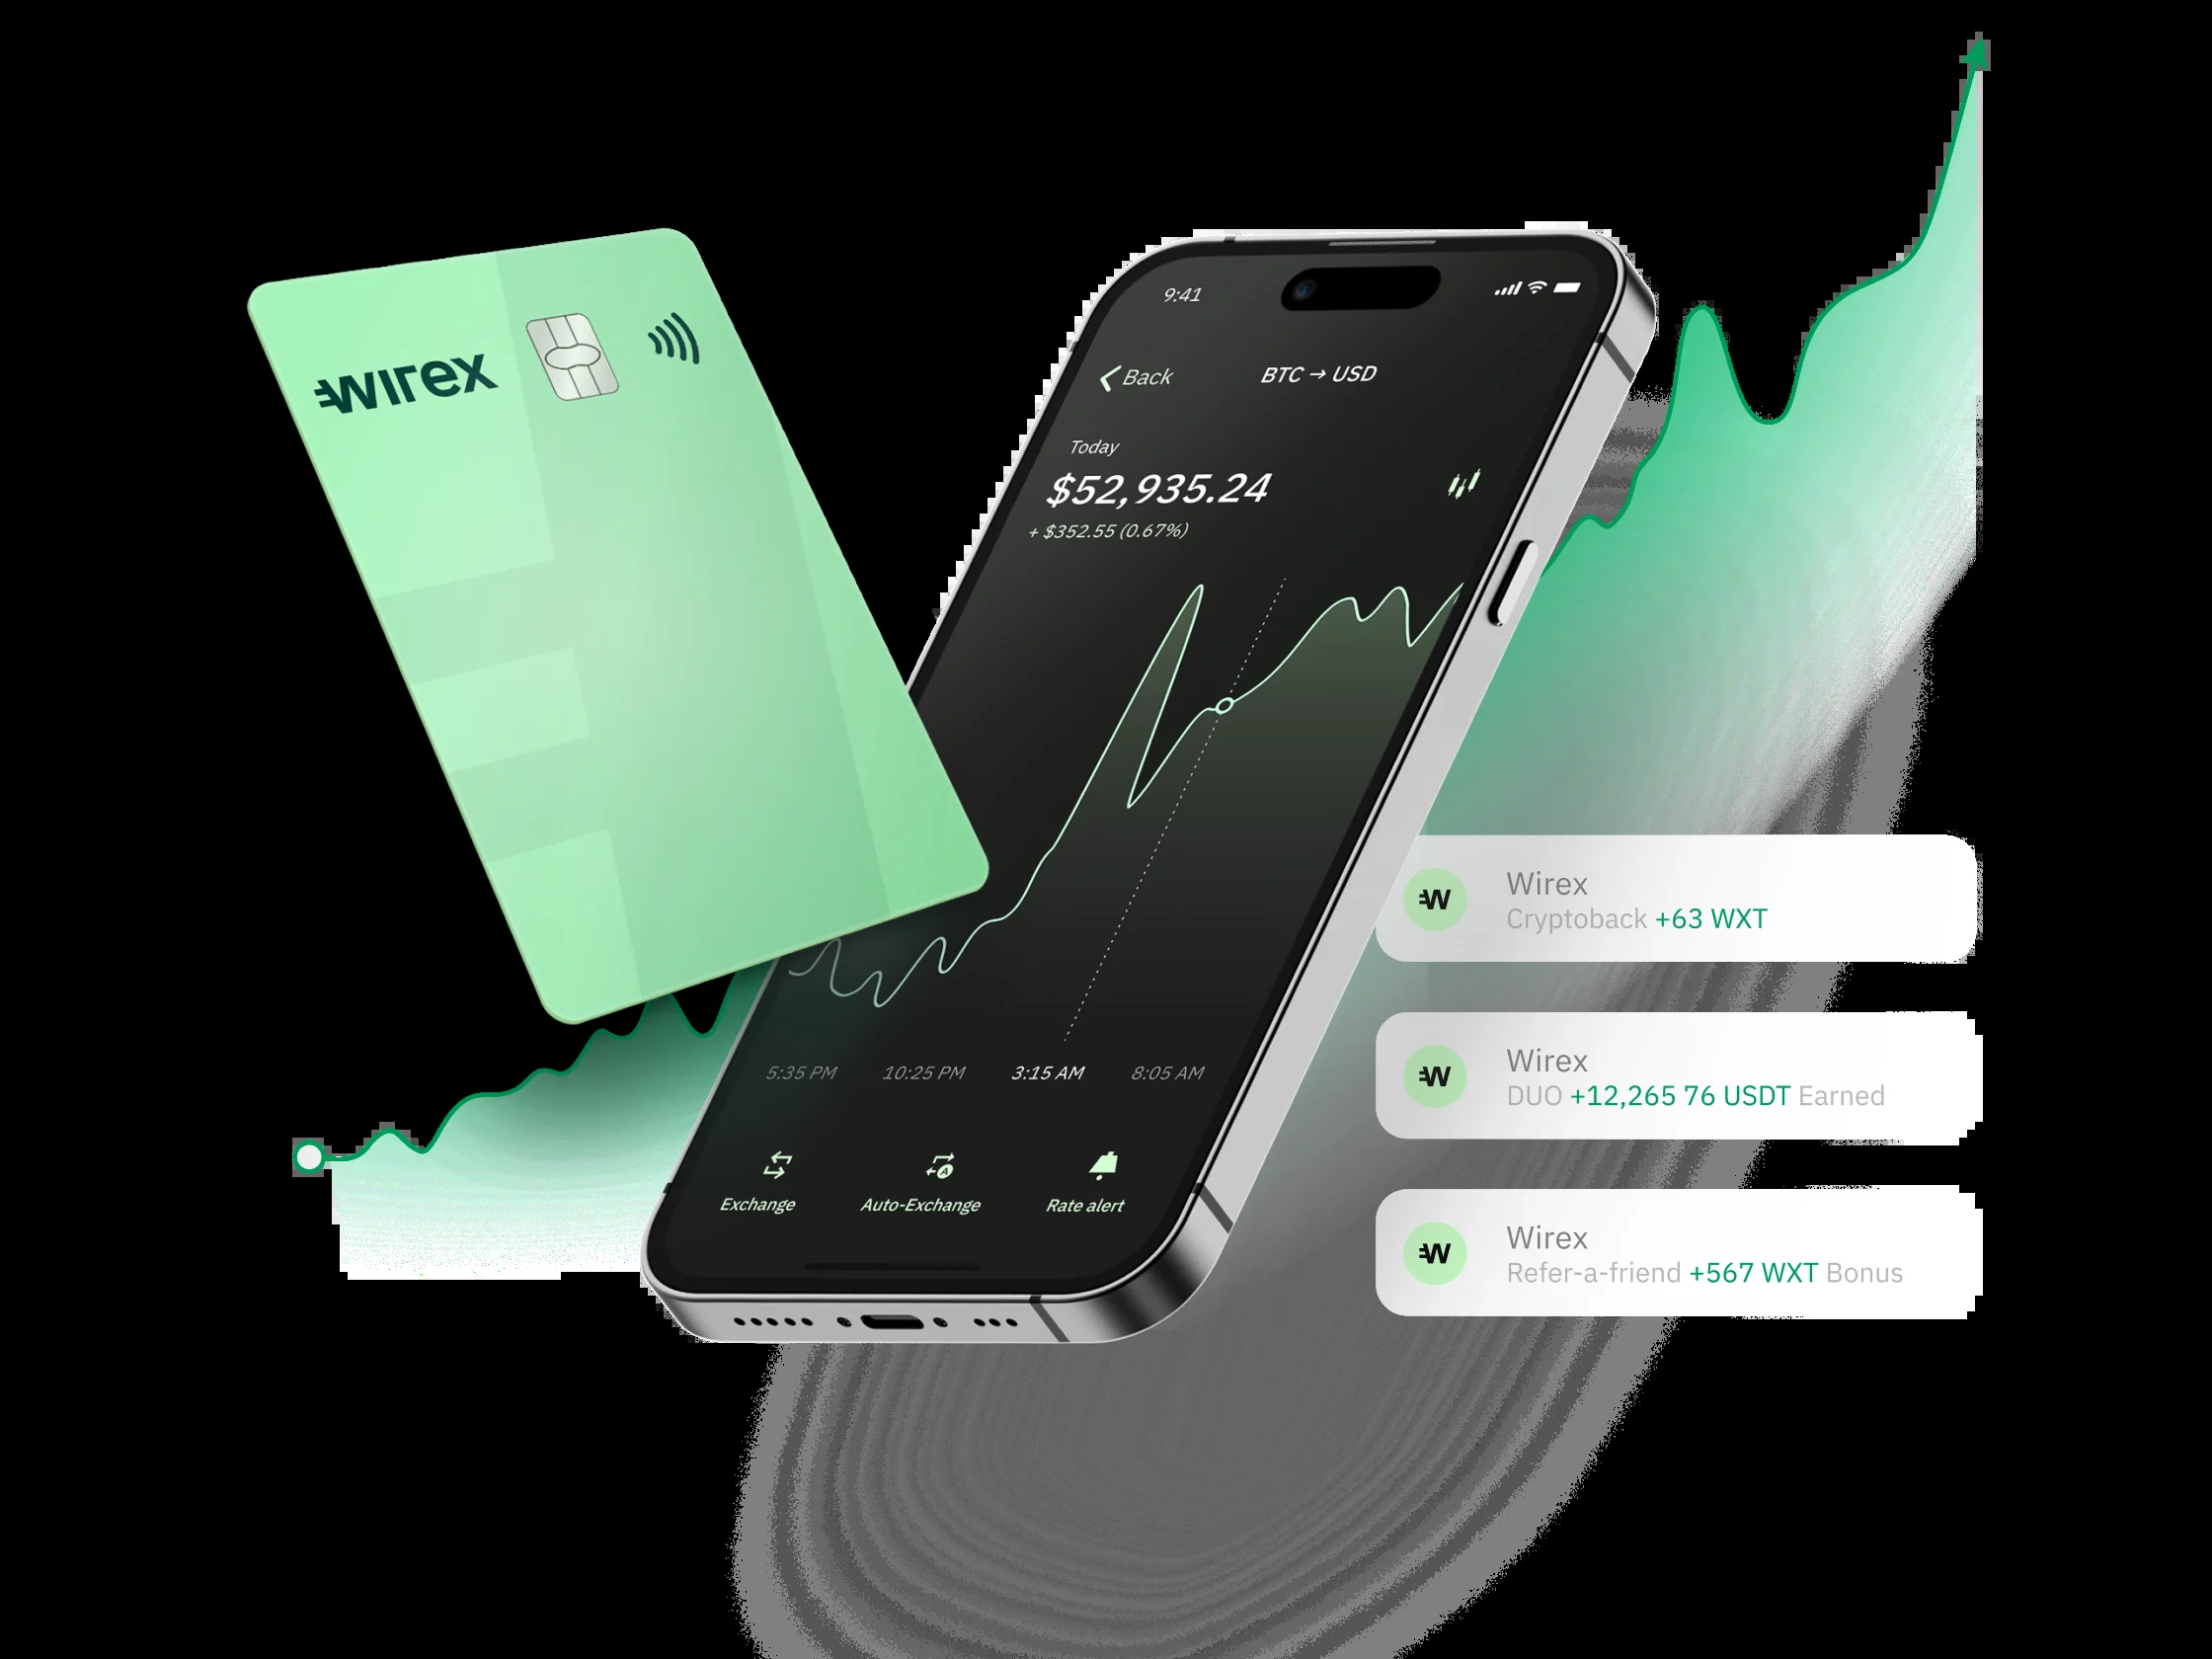 wirex
9:41
Back
BTC → USD
Today
$52,935.24
+ $352.55 (0.67%)
5:35 PM 10:25 PM 3:15 AM 8:05 AM
Exchange Auto-Exchange Rate alert
W
Wirex
Cryptoback +63 WXT
W
Wirex
DUO +12,265 76 USDT Earned
W
Wirex
Refer-a-friend +567 WXT Bonus